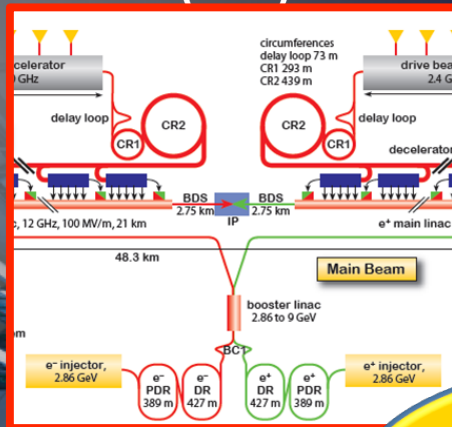 circumferences
delay loop 73 m
CR1 293 m
CR2 439 m
drive bea
2.4 G
celerator
GHz
delay loop
CR2
CR1
CR2
CR1
delay loop
decelerator
BDS
2.75 km
IP
BDS
2.75 km
c, 12 GHz, 100 MV/m, 21 km
e⁺ main linac
48.3 km
Main Beam
booster linac
2.86 to 9 GeV
BC1
om
e⁻ injector,
2.86 GeV
e⁻
PDR
389 m
e⁻
DR
427 m
e⁺
DR
427 m
e⁺
PDR
389 m
e⁺ injector,
2.86 GeV